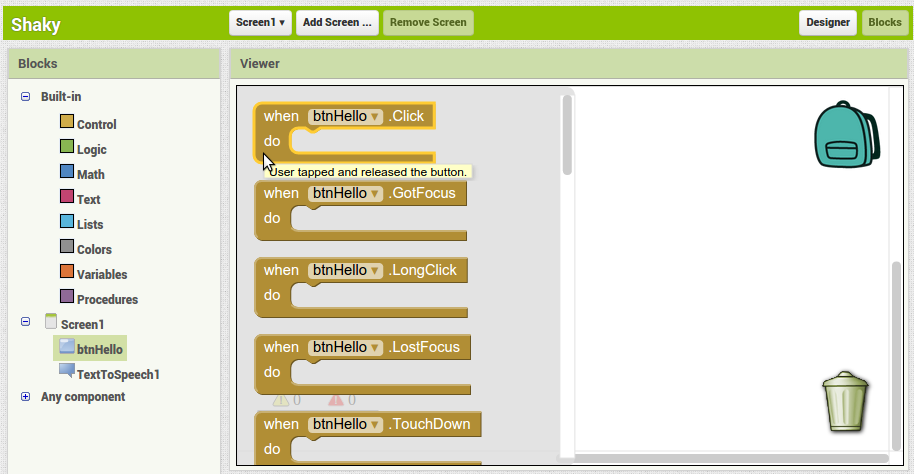 Shaky
Screen1 ▾ Add Screen ... Remove Screen Designer Blocks
Blocks
Viewer
Built-in
Control
Logic
Math
Text
Lists
Colors
Variables
Procedures
Screen1
btnHello
TextToSpeech1
Any component
when btnHello ▾ .Click
do
User tapped and released the button.
when btnHello ▾ .GotFocus
do
when btnHello ▾ .LongClick
do
when btnHello ▾ .LostFocus
do
0 0
when btnHello ▾ .TouchDown
do